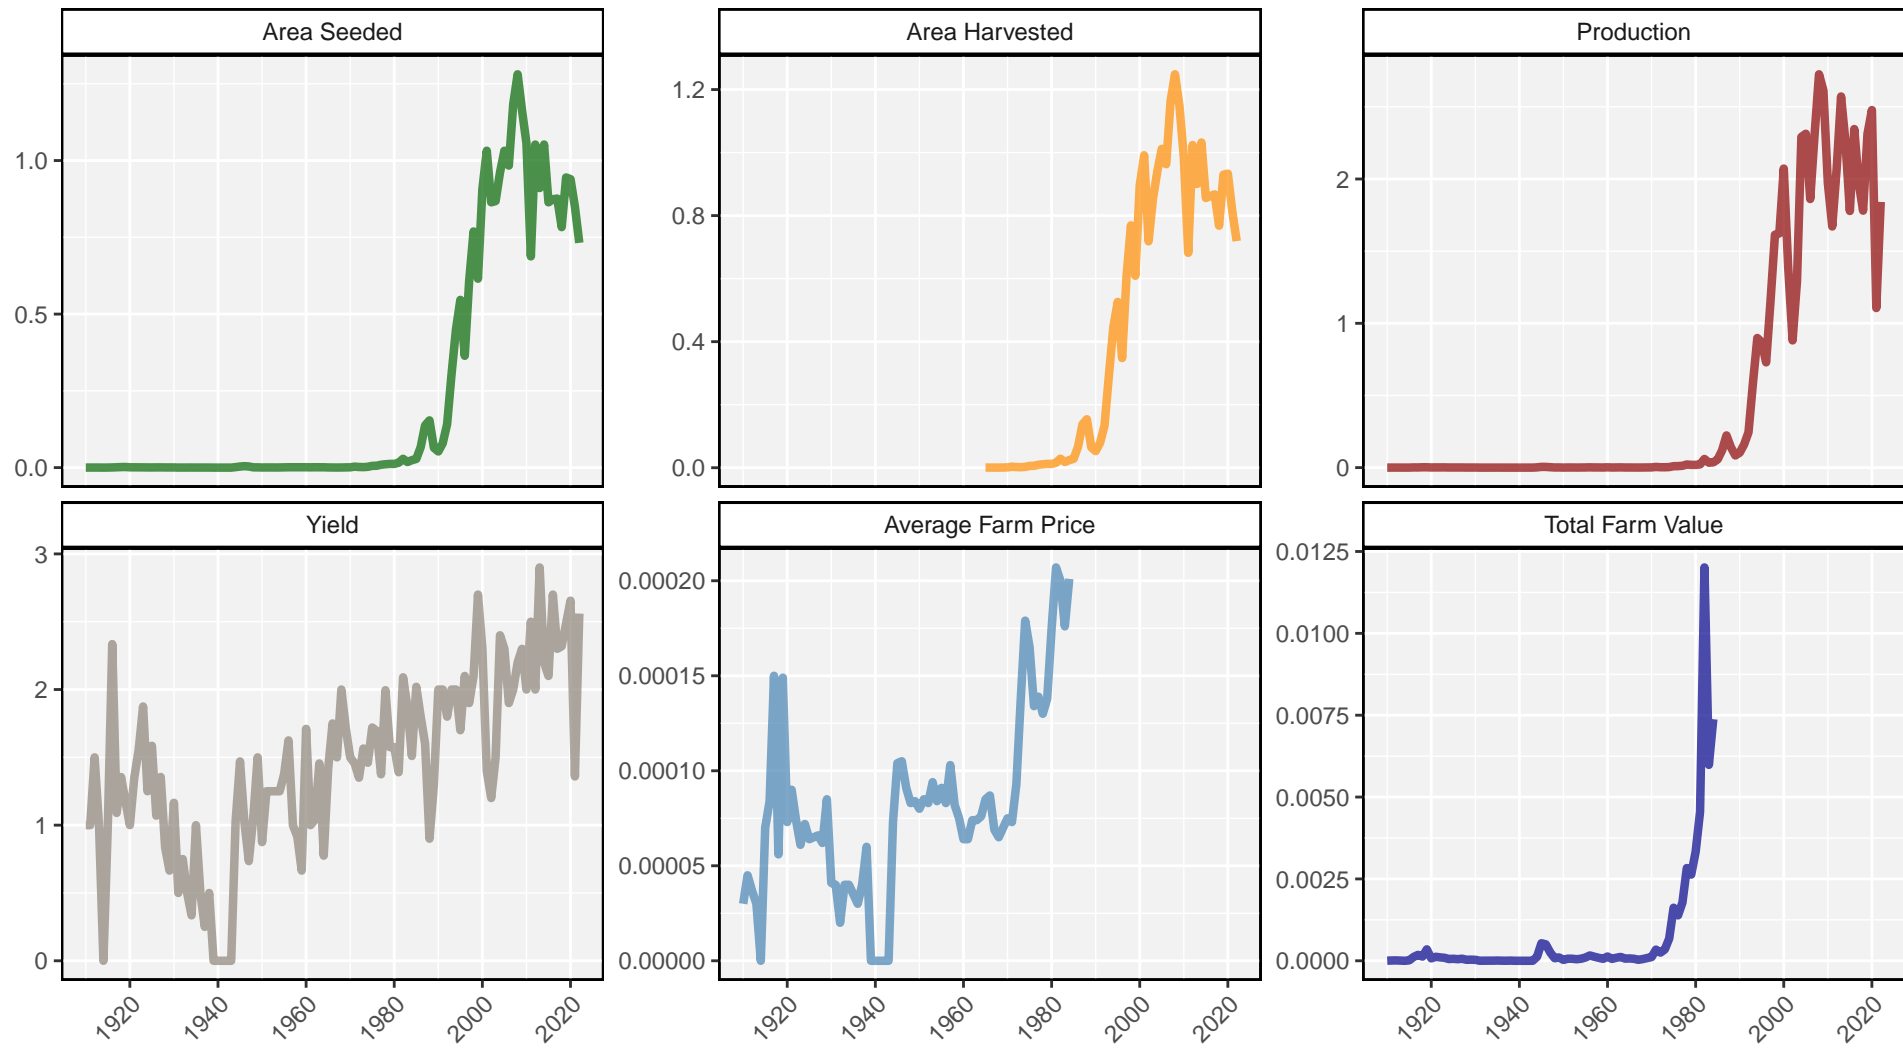 Area Seeded
Area Harvested
Production
1.0
0.5
0.0
1.2
0.8
0.4
0.0
2
1
0
Yield
Average Farm Price
Total Farm Value
3
2
1
0
0.00020
0.00015
0.00010
0.00005
0.00000
0.0125
0.0100
0.0075
0.0050
0.0025
0.0000
1920 1940 1960 1980 2000 2020
1920 1940 1960 1980 2000 2020
1920 1940 1960 1980 2000 2020